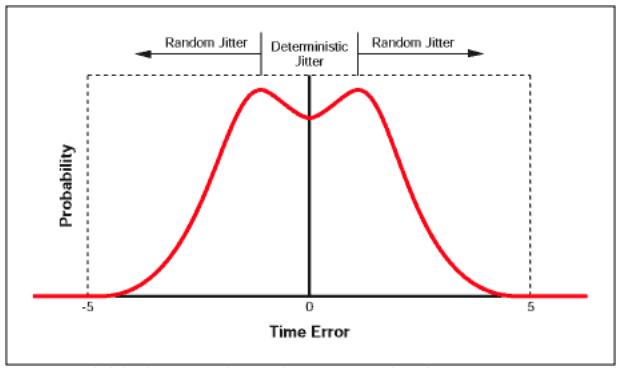 Random Jitter
Deterministic
Jitter
Random Jitter
Probability
-5
0
5
Time Error